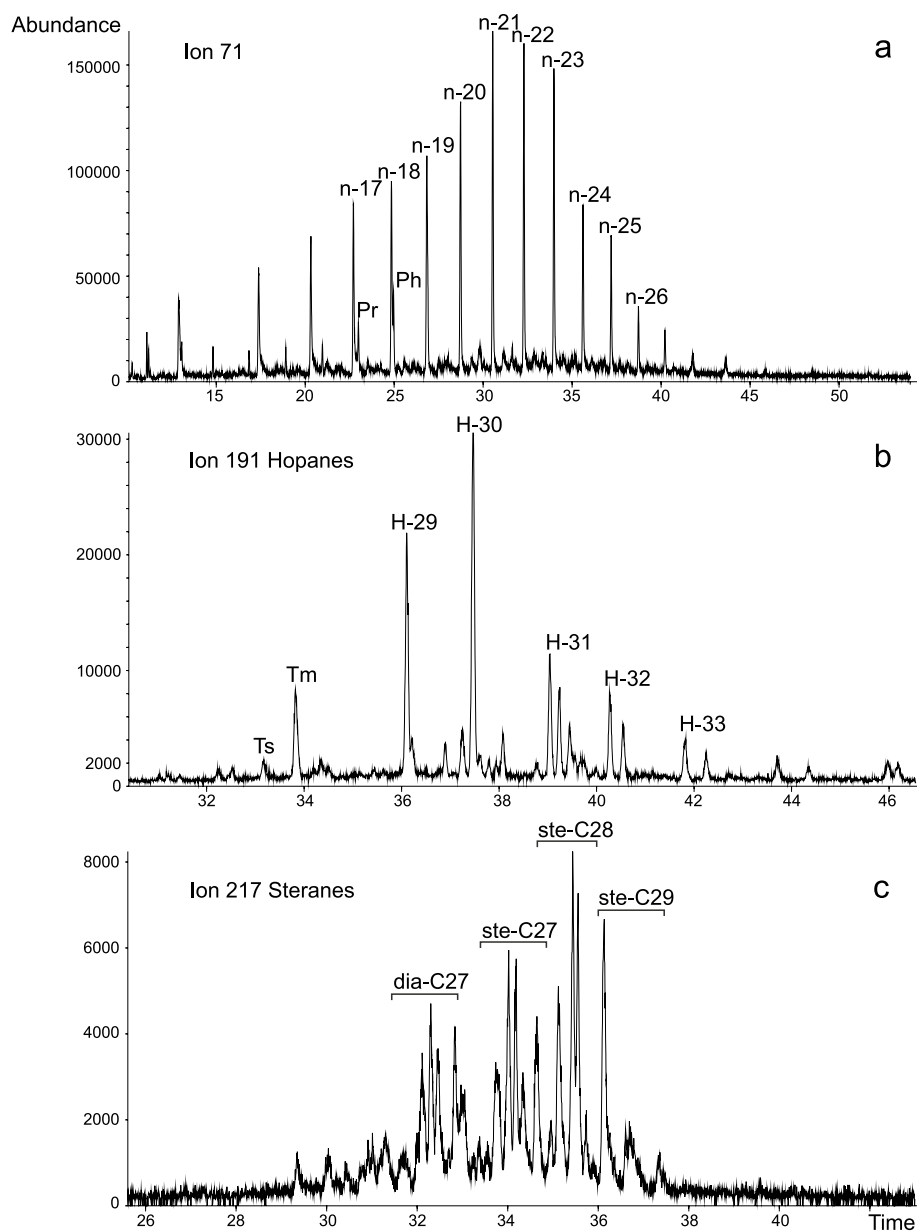 Abundance
Ion 71
a
150000
100000
50000
0
n-17
Pr
n-18
Ph
n-19
n-20
n-21
n-22
n-23
n-24
n-25
n-26
15 20 25 30 35 40 45 50
Ion 191 Hopanes
b
30000
20000
10000
2000
0
Ts
Tm
H-29
H-30
H-31
H-32
H-33
32 34 36 38 40 42 44 46
Ion 217 Steranes
c
8000
6000
4000
2000
0
dia-C27
ste-C27
ste-C28
ste-C29
26 28 30 32 34 36 38 40 Time